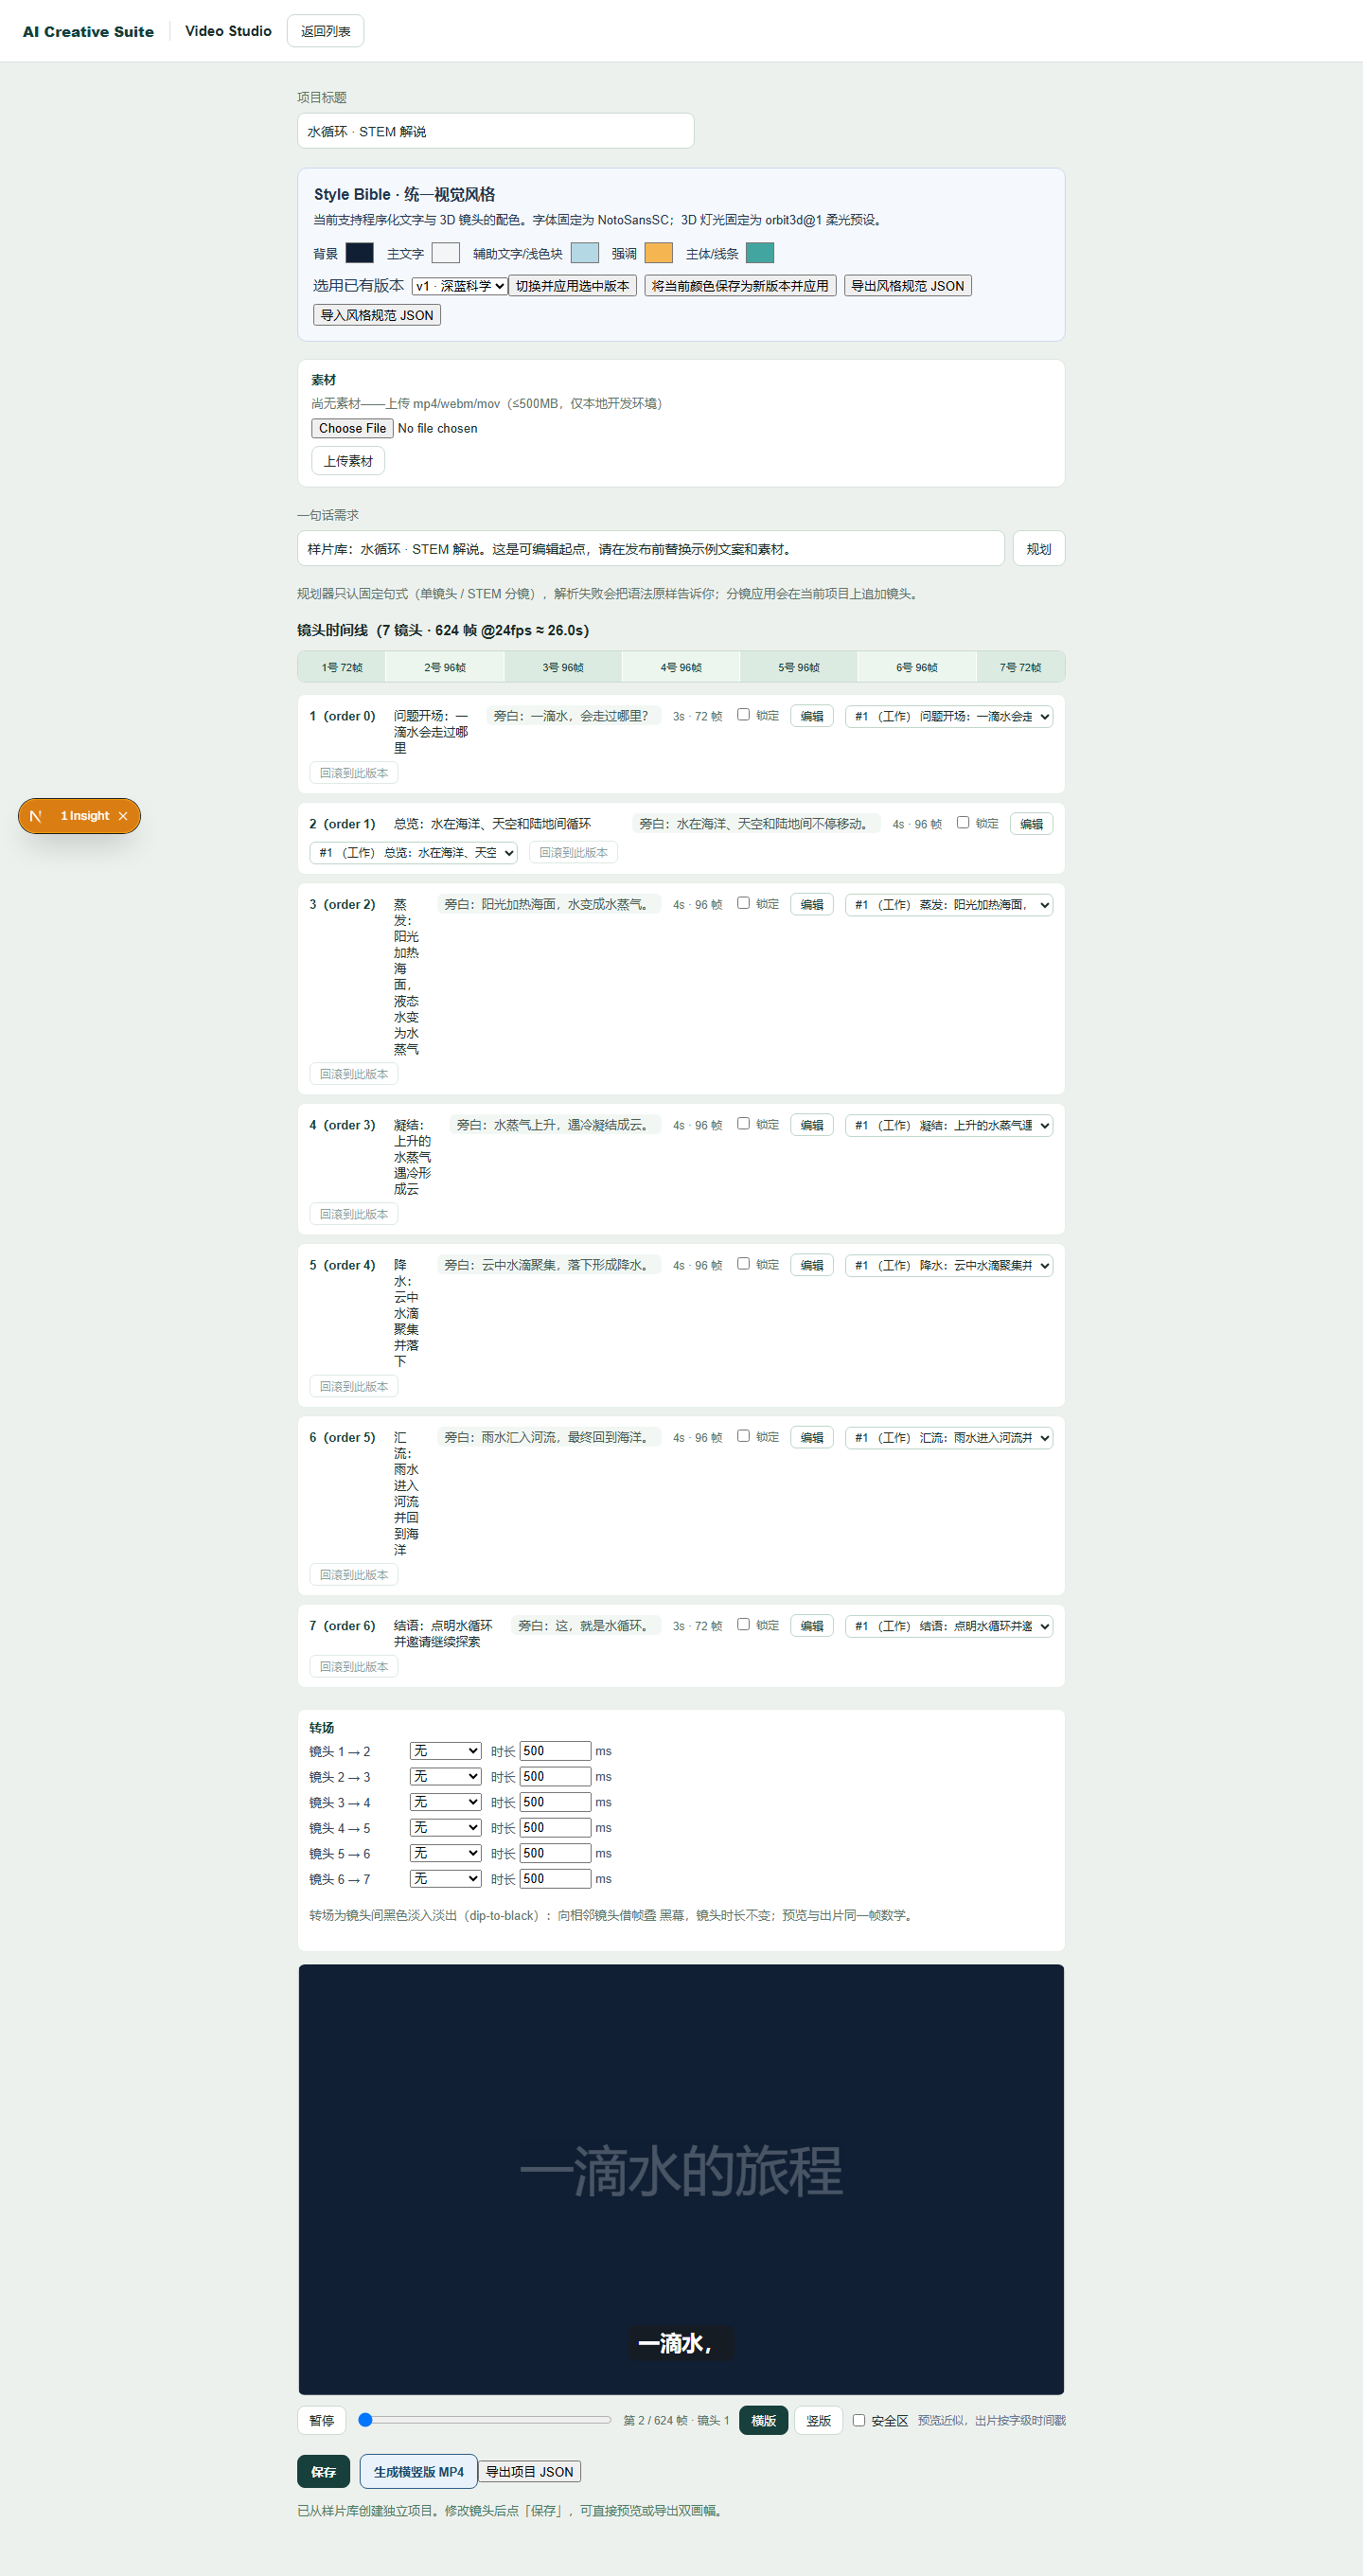 AI Creative Suite
Video Studio
返回列表
项目标题
水循环 · STEM 解说
Style Bible · 统一视觉风格
当前支持程序化文字与 3D 镜头的配色。字体固定为 NotoSansSC；3D 灯光固定为 orbit3d@1 柔光预设。
背景 主文字 辅助文字/浅色块 强调 主体/线条
选用已有版本 v1 · 深蓝科学 切换并应用选中版本 将当前颜色保存为新版本并应用 导出风格规范 JSON
导入风格规范 JSON
素材
尚无素材——上传 mp4/webm/mov（≤500MB，仅本地开发环境）
Choose File No file chosen
上传素材
一句话需求
样片库：水循环 · STEM 解说。这是可编辑起点，请在发布前替换示例文案和素材。 规划
规划器只认固定句式（单镜头 / STEM 分镜），解析失败会把语法原样告诉你；分镜应用会在当前项目上追加镜头。
镜头时间线（7 镜头 · 624 帧 @24fps ≈ 26.0s）
1号 72帧 2号 96帧 3号 96帧 4号 96帧 5号 96帧 6号 96帧 7号 72帧
1（order 0） 问题开场：一 旁白：一滴水，会走过哪里？ 3s · 72 帧 锁定 编辑 #1 （工作） 问题开场：一滴水会走
滴水会走过哪
里
回滚到此版本
2（order 1） 总览：水在海洋、天空和陆地间循环 旁白：水在海洋、天空和陆地间不停移动。 4s · 96 帧 锁定 编辑
#1 （工作） 总览：水在海洋、天空 回滚到此版本
3（order 2） 蒸 旁白：阳光加热海面，水变成水蒸气。 4s · 96 帧 锁定 编辑 #1 （工作） 蒸发：阳光加热海面，
发：
阳光
加热
海
面，
液态
水变
为水
蒸气
回滚到此版本
4（order 3） 凝结： 旁白：水蒸气上升，遇冷凝结成云。 4s · 96 帧 锁定 编辑 #1 （工作） 凝结：上升的水蒸气遇
上升的
水蒸气
遇冷形
成云
回滚到此版本
5（order 4） 降 旁白：云中水滴聚集，落下形成降水。 4s · 96 帧 锁定 编辑 #1 （工作） 降水：云中水滴聚集并
水：
云中
水滴
聚集
并落
下
回滚到此版本
6（order 5） 汇 旁白：雨水汇入河流，最终回到海洋。 4s · 96 帧 锁定 编辑 #1 （工作） 汇流：雨水进入河流并
流：
雨水
进入
河流
并回
到海
洋
回滚到此版本
7（order 6） 结语：点明水循环 旁白：这，就是水循环。 3s · 72 帧 锁定 编辑 #1 （工作） 结语：点明水循环并邀
并邀请继续探索
回滚到此版本
转场
镜头 1 → 2 无 时长 500 ms
镜头 2 → 3 无 时长 500 ms
镜头 3 → 4 无 时长 500 ms
镜头 4 → 5 无 时长 500 ms
镜头 5 → 6 无 时长 500 ms
镜头 6 → 7 无 时长 500 ms
转场为镜头间黑色淡入淡出（dip-to-black）：向相邻镜头借帧叠 黑幕，镜头时长不变；预览与出片同一帧数学。
一滴水的旅程
一滴水，
暂停 第 2 / 624 帧 · 镜头 1 横版 竖版 安全区 预览近似，出片按字级时间戳
保存 生成横竖版 MP4 导出项目 JSON
已从样片库创建独立项目。修改镜头后点「保存」，可直接预览或导出双画幅。
1 Insight